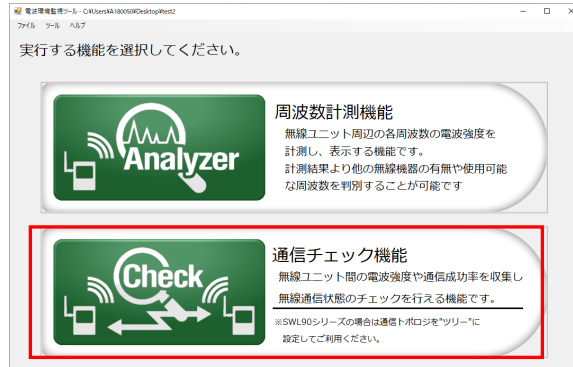 電波環境監視ツール - C:¥Users¥A180050¥Desktop¥test2
ファイル ツール ヘルプ
実行する機能を選択してください。
Analyzer
周波数計測機能
無線ユニット周辺の各周波数の電波強度を
計測し、表示する機能です。
計測結果より他の無線機器の有無や使用可能
な周波数を判別することが可能です
Check
通信チェック機能
無線ユニット間の電波強度や通信成功率を収集し
無線通信状態のチェックを行える機能です。
※SWL90シリーズの場合は通信トポロジを"ツリー"に
設定してご利用ください。